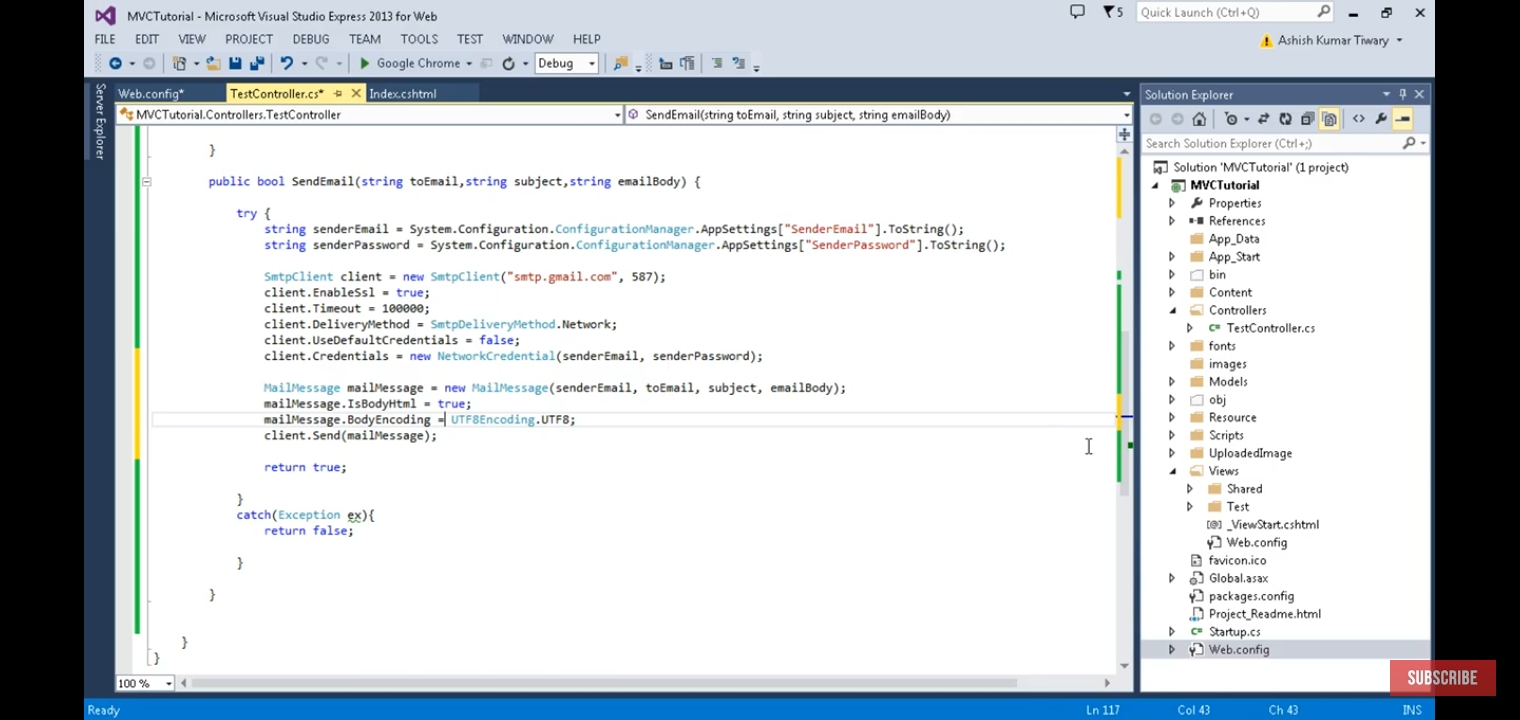 MVCTutorial - Microsoft Visual Studio Express 2013 for Web
5
Quick Launch (Ctrl+Q)
FILE EDIT VIEW PROJECT DEBUG TEAM TOOLS TEST WINDOW HELP
Ashish Kumar Tiwary
Google Chrome
Debug
Server Explorer
Web.config*
TestController.cs*
Index.cshtml
MVCTutorial.Controllers.TestController
SendEmail(string toEmail, string subject, string emailBody)
}
public bool SendEmail(string toEmail,string subject,string emailBody) {
try {
string senderEmail = System.Configuration.ConfigurationManager.AppSettings["SenderEmail"].ToString();
string senderPassword = System.Configuration.ConfigurationManager.AppSettings["SenderPassword"].ToString();
SmtpClient client = new SmtpClient("smtp.gmail.com", 587);
client.EnableSsl = true;
client.Timeout = 100000;
client.DeliveryMethod = SmtpDeliveryMethod.Network;
client.UseDefaultCredentials = false;
client.Credentials = new NetworkCredential(senderEmail, senderPassword);
MailMessage mailMessage = new MailMessage(senderEmail, toEmail, subject, emailBody);
mailMessage.IsBodyHtml = true;
mailMessage.BodyEncoding = UTF8Encoding.UTF8;
client.Send(mailMessage);
return true;
}
catch(Exception ex){
return false;
}
}
}
}
100 %
Solution Explorer
Search Solution Explorer (Ctrl+;)
Solution 'MVCTutorial' (1 project)
MVCTutorial
Properties
References
App_Data
App_Start
bin
Content
Controllers
TestController.cs
fonts
images
Models
obj
Resource
Scripts
UploadedImage
Views
Shared
Test
_ViewStart.cshtml
Web.config
favicon.ico
Global.asax
packages.config
Project_Readme.html
Startup.cs
Web.config
SUBSCRIBE
Ready
Ln 117
Col 43
Ch 43
INS